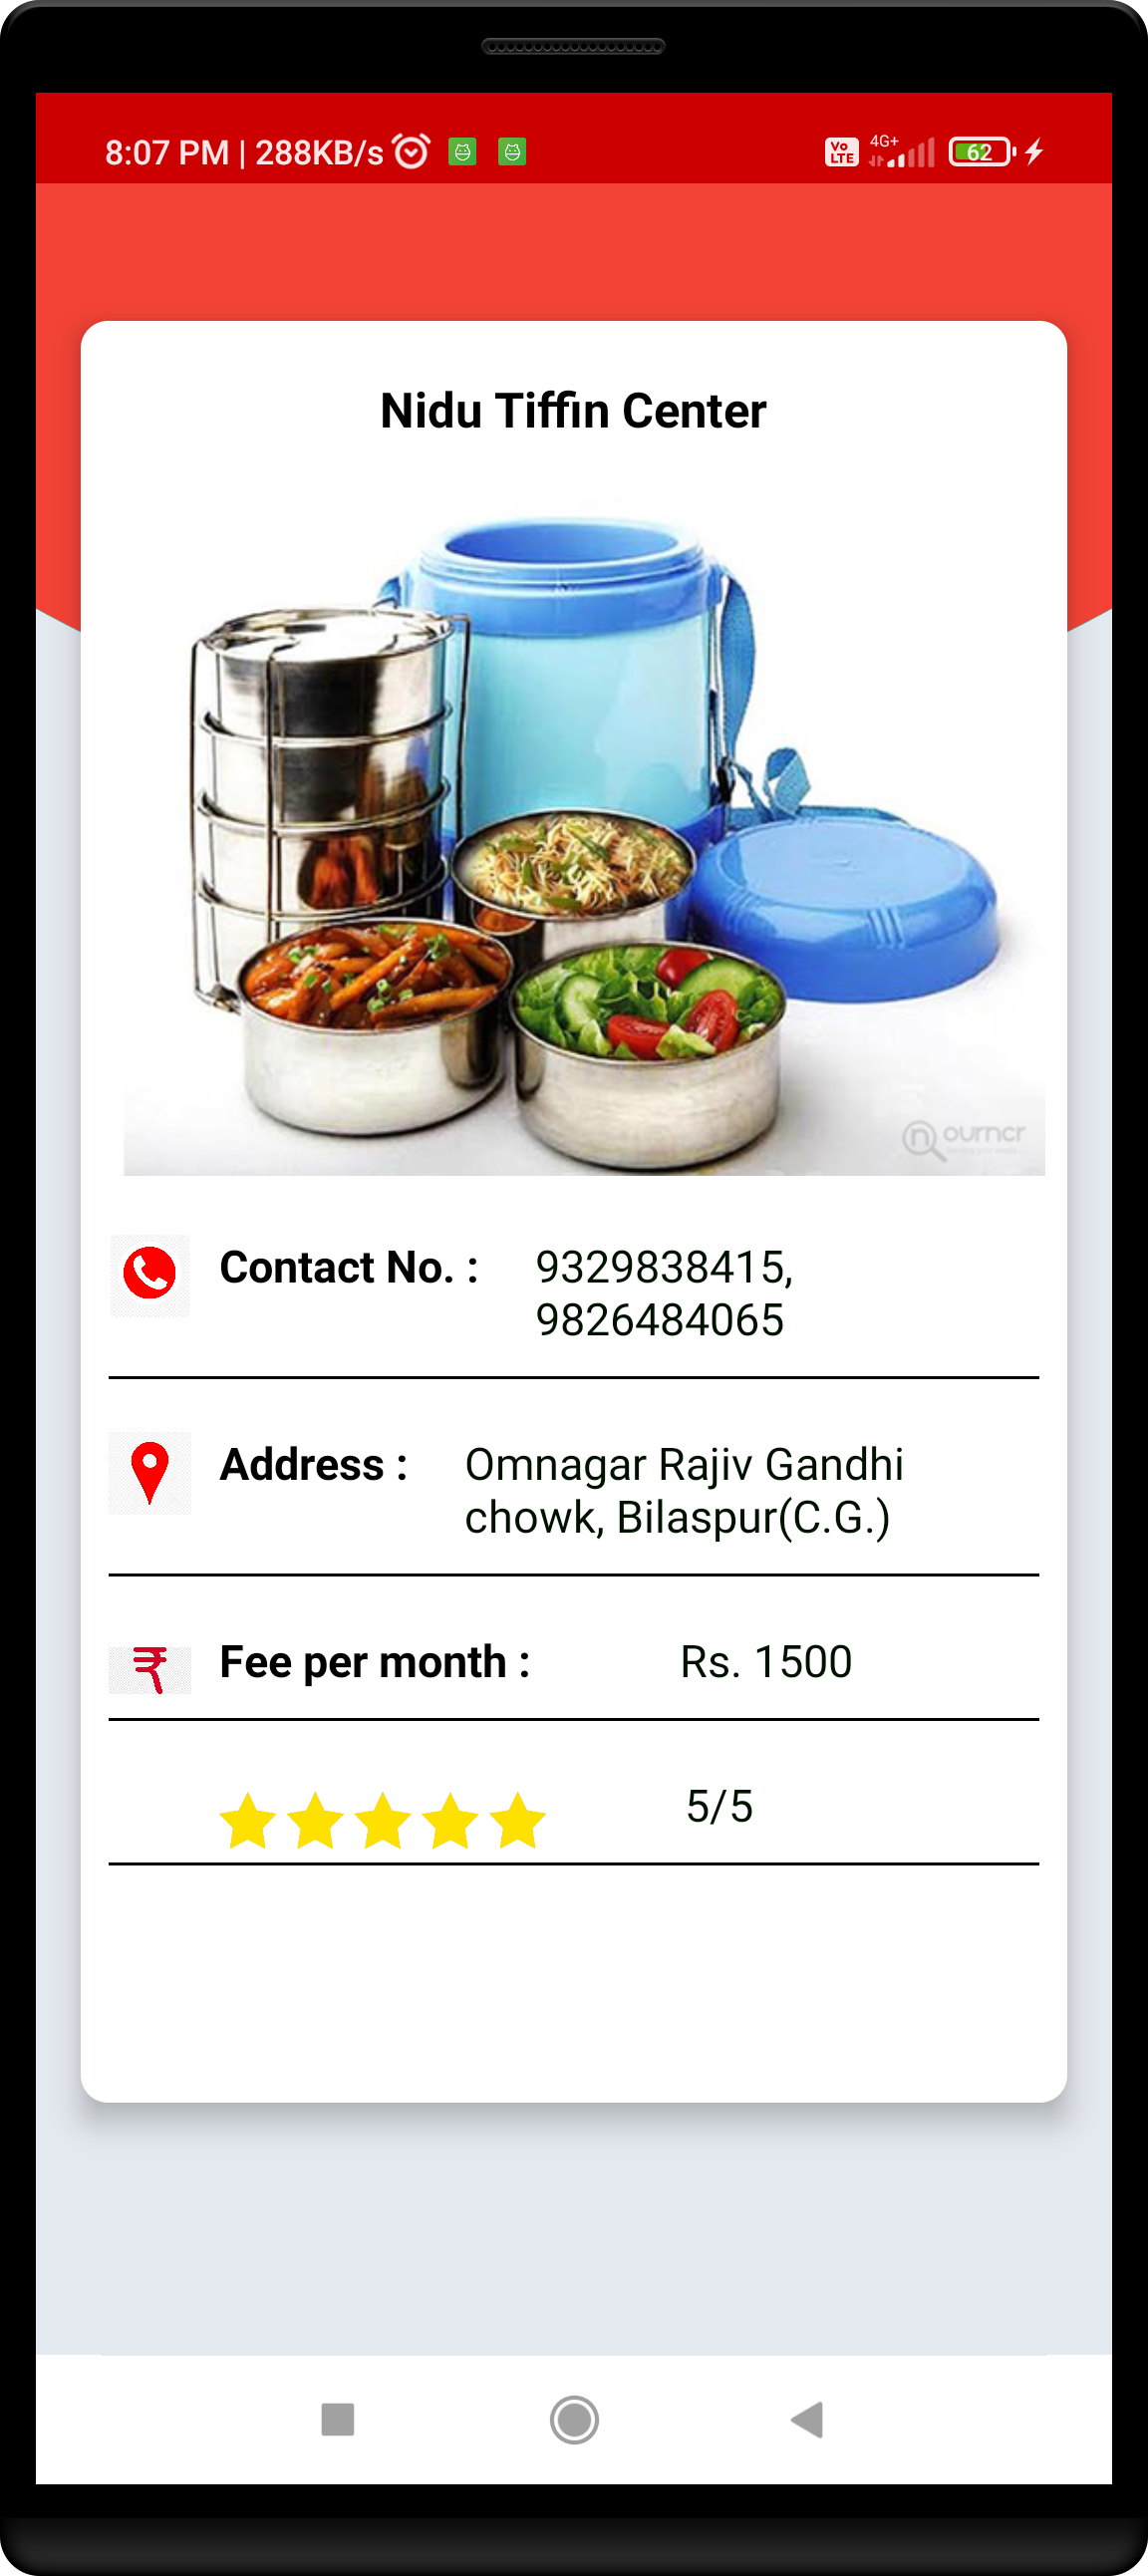 8:07 PM | 288KB/s
Vo
LTE
4G+
62
Nidu Tiffin Center
ourncr
Contact No. :
9329838415,
9826484065
Address :
Omnagar Rajiv Gandhi
chowk, Bilaspur(C.G.)
₹
Fee per month :
Rs. 1500
5/5